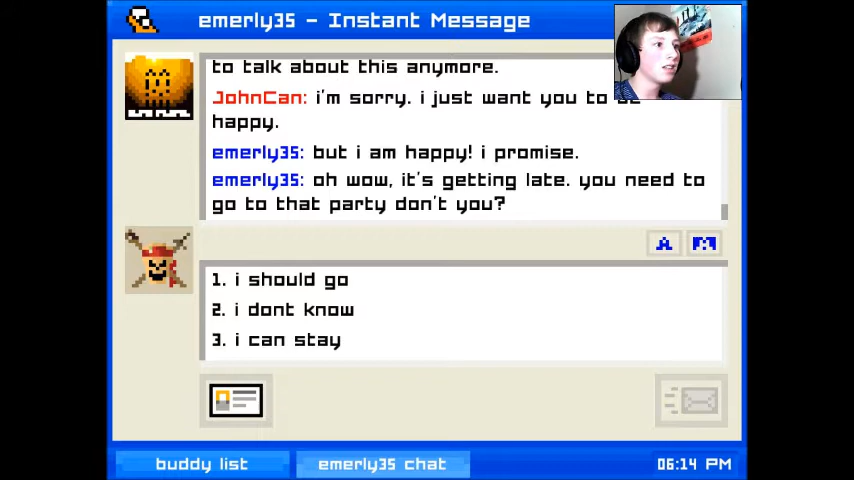 emerly35 - Instant Message
to talk about this anymore.
JohnCan: i'm sorry. i just want you to be
happy.
emerly35: but i am happy! i promise.
emerly35: oh wow, it's getting late. you need to
go to that party don't you?
1. i should go
2. i dont know
3. i can stay
buddy list
emerly35 chat
06:14 PM